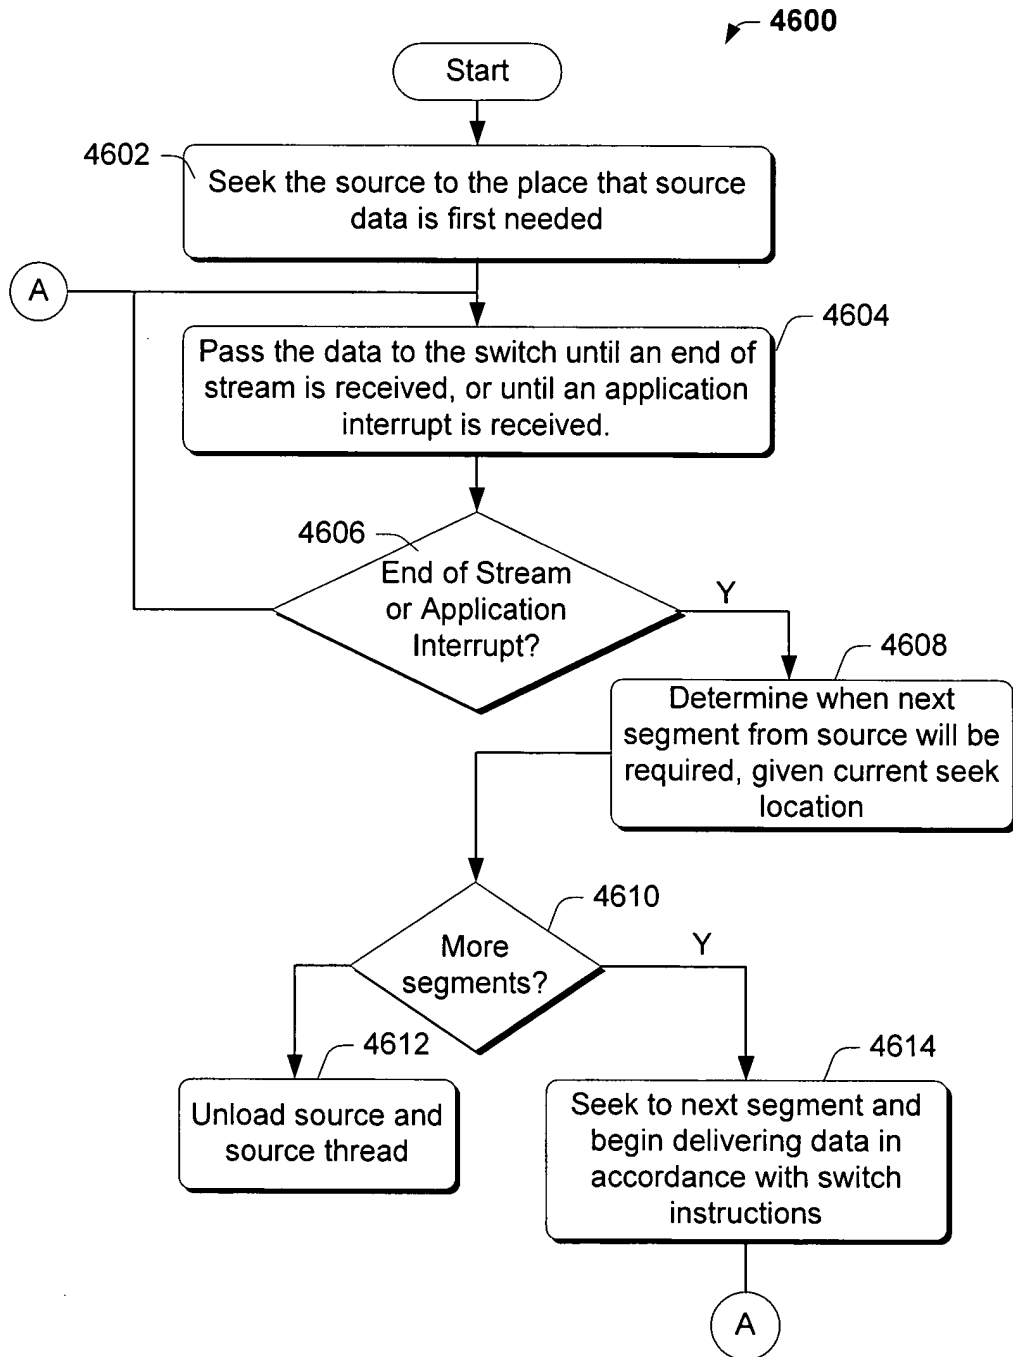 4600
Start
4602
Seek the source to the place that source
data is first needed
A
4604
Pass the data to the switch until an end of
stream is received, or until an application
interrupt is received.
4606
End of Stream
or Application
Interrupt?
Y
4608
Determine when next
segment from source will be
required, given current seek
location
4610
More
segments?
Y
4612
Unload source and
source thread
4614
Seek to next segment and
begin delivering data in
accordance with switch
instructions
A